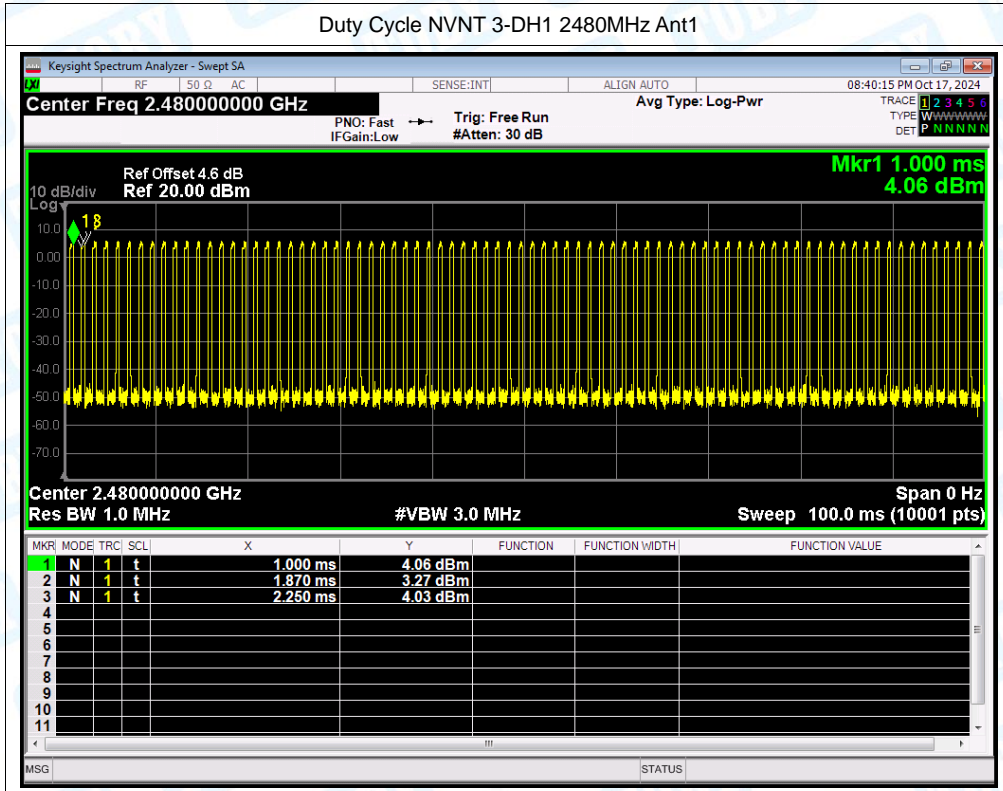 Duty Cycle NVNT 3-DH1 2480MHz Ant1
Keysight Spectrum Analyzer - Swept SA
LXI RF 50 Ω AC SENSE:INT ALIGN AUTO 08:40:15 PM Oct 17, 2024
Center Freq 2.480000000 GHz Avg Type: Log-Pwr TRACE 1 2 3 4 5 6
PNO: Fast Trig: Free Run TYPE WWWWWW
IFGain:Low #Atten: 30 dB DET P N N N N N
Mkr1 1.000 ms
4.06 dBm
Ref Offset 4.6 dB
10 dB/div Ref 20.00 dBm
Log
10.0
0.00
-10.0
-20.0
-30.0
-40.0
-50.0
-60.0
-70.0
Center 2.480000000 GHz Span 0 Hz
Res BW 1.0 MHz #VBW 3.0 MHz Sweep 100.0 ms (10001 pts)
MKR MODE TRC SCL X Y FUNCTION FUNCTION WIDTH FUNCTION VALUE
1 N 1 t 1.000 ms 4.06 dBm
2 N 1 t 1.870 ms 3.27 dBm
3 N 1 t 2.250 ms 4.03 dBm
4
5
6
7
8
9
10
11
MSG STATUS